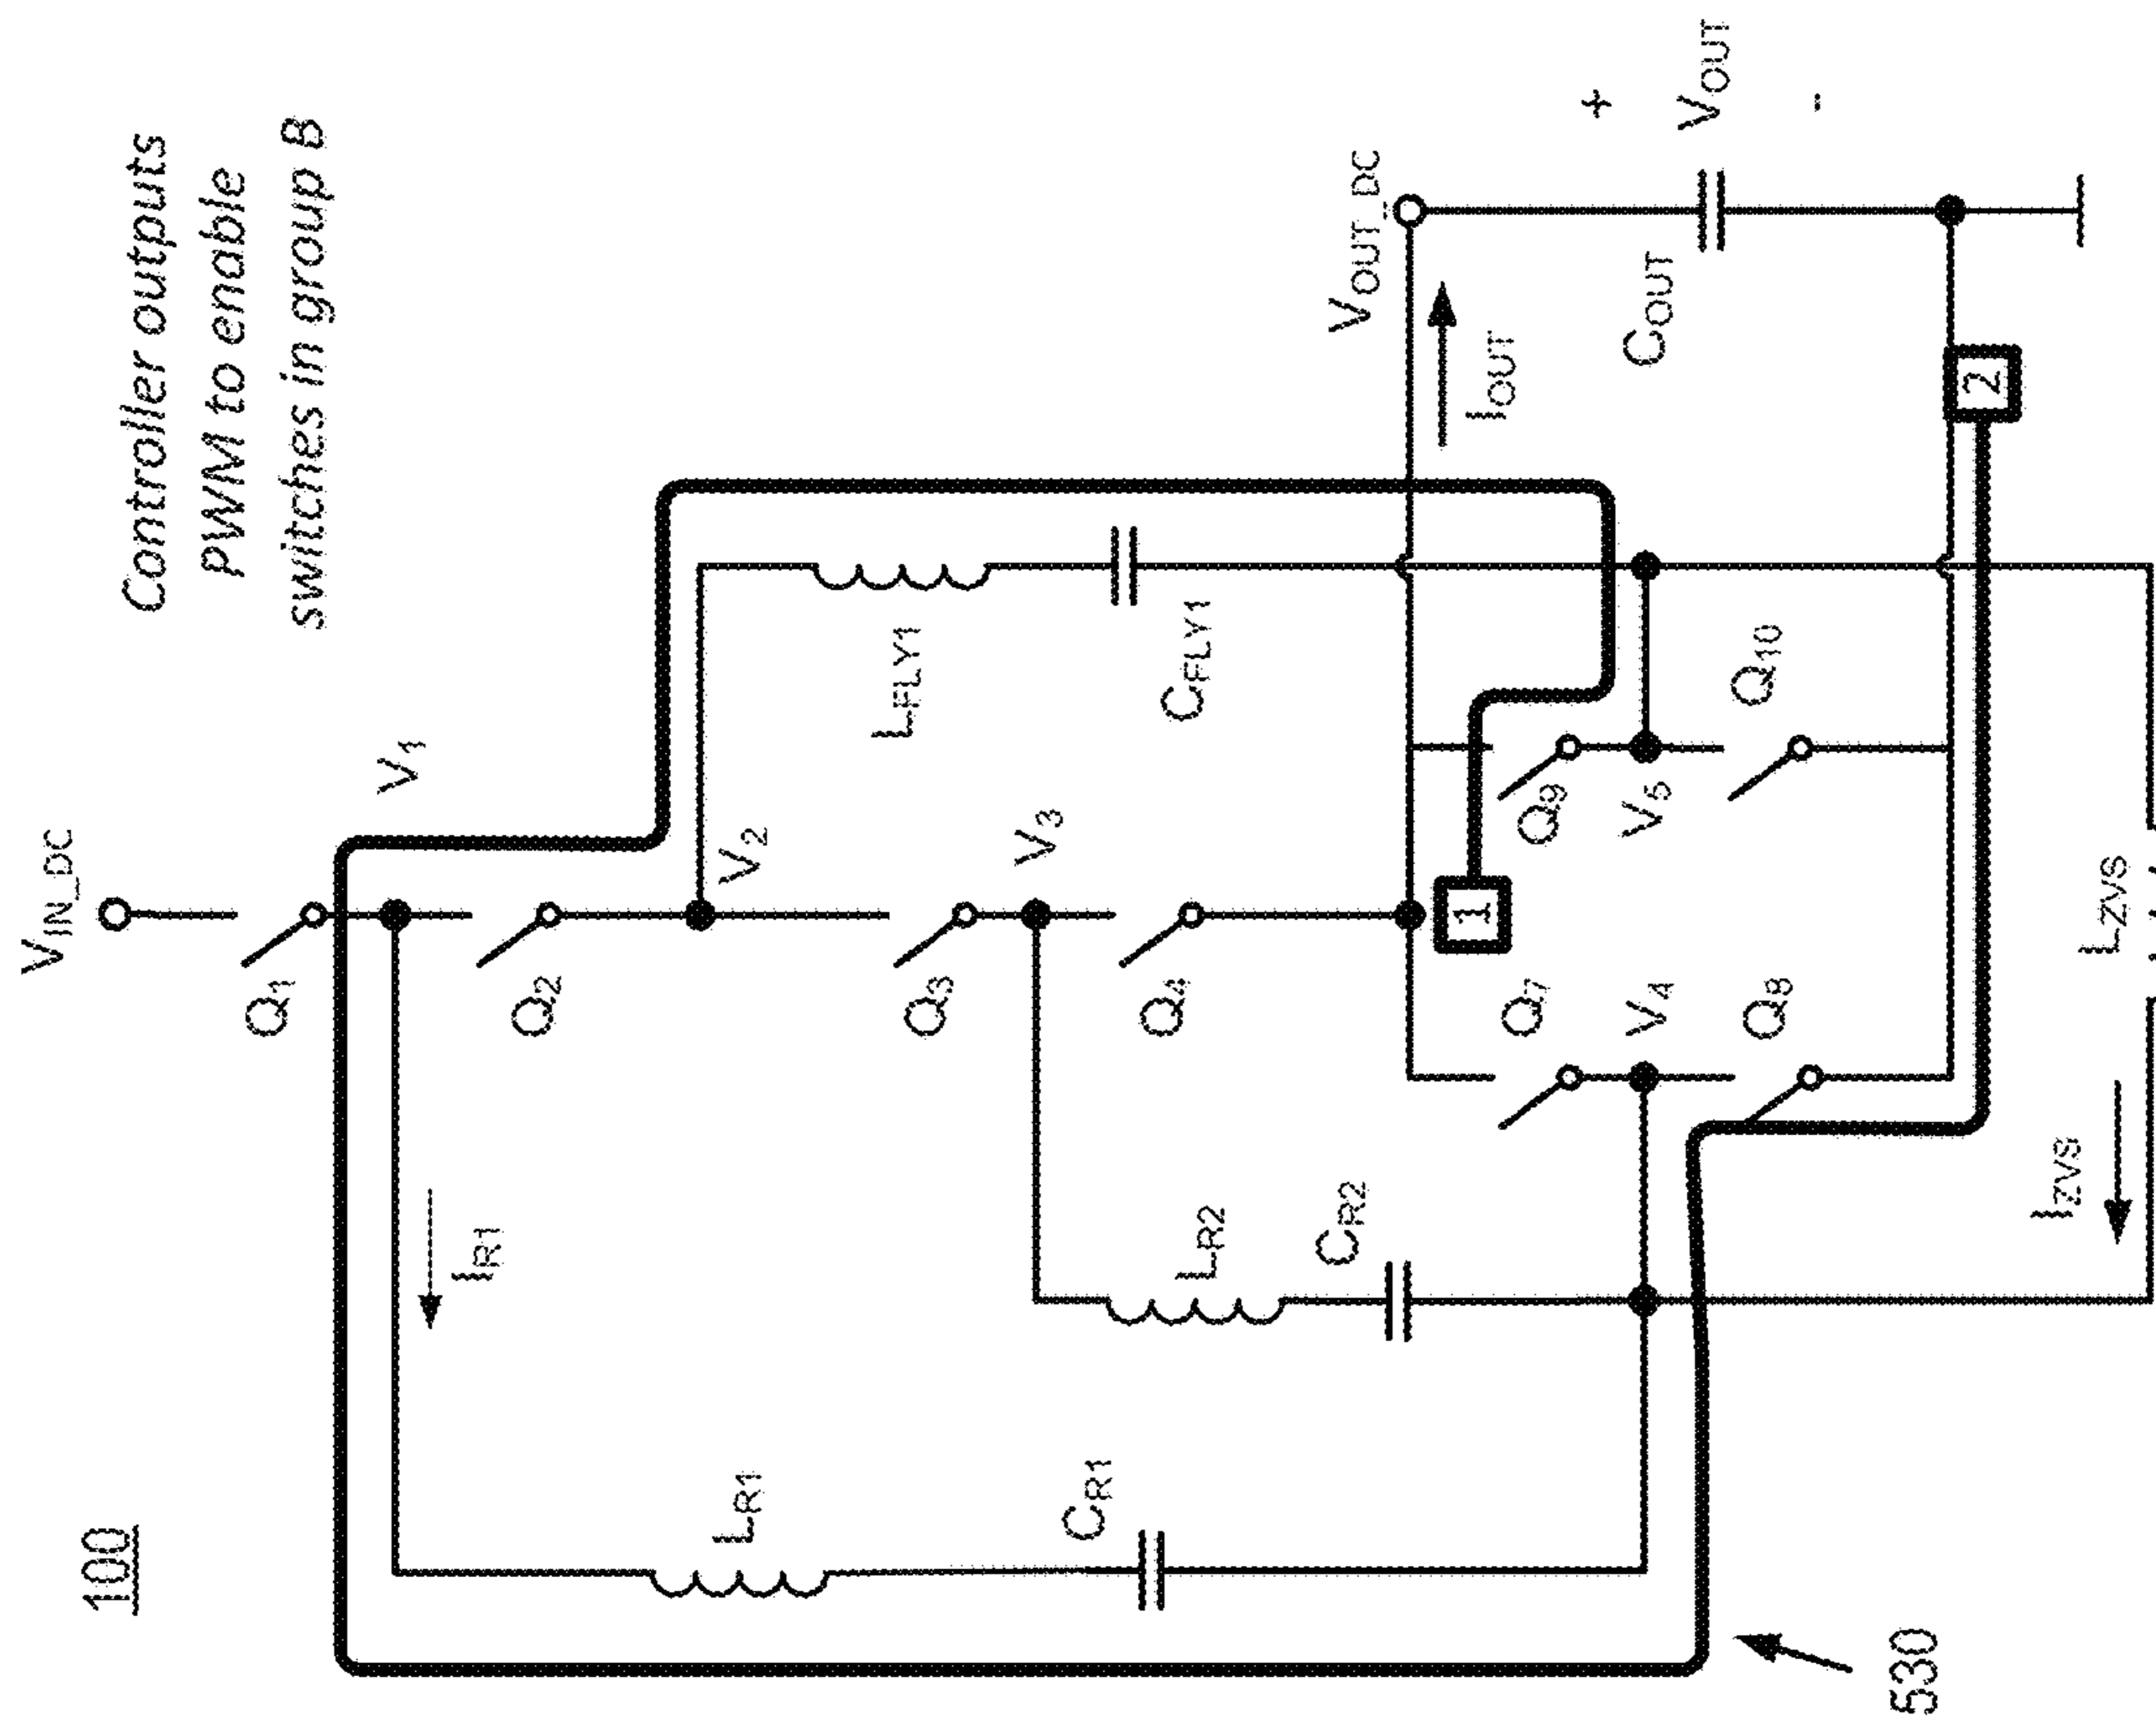 100
Controller outputs
PWM to enable
switches in group B
V_IN_DC
Q1
V1
I_R1
Q2
V2
L_R1
L_FLY1
Q3
V3
C_R1
C_FLY1
Q4
L_R2
C_R2
V_OUT_DC
I_OUT
1
Q7
Q9
V4
V5
C_OUT
+
V_OUT
-
Q8
Q10
2
530
I_ZVS
L_ZVS